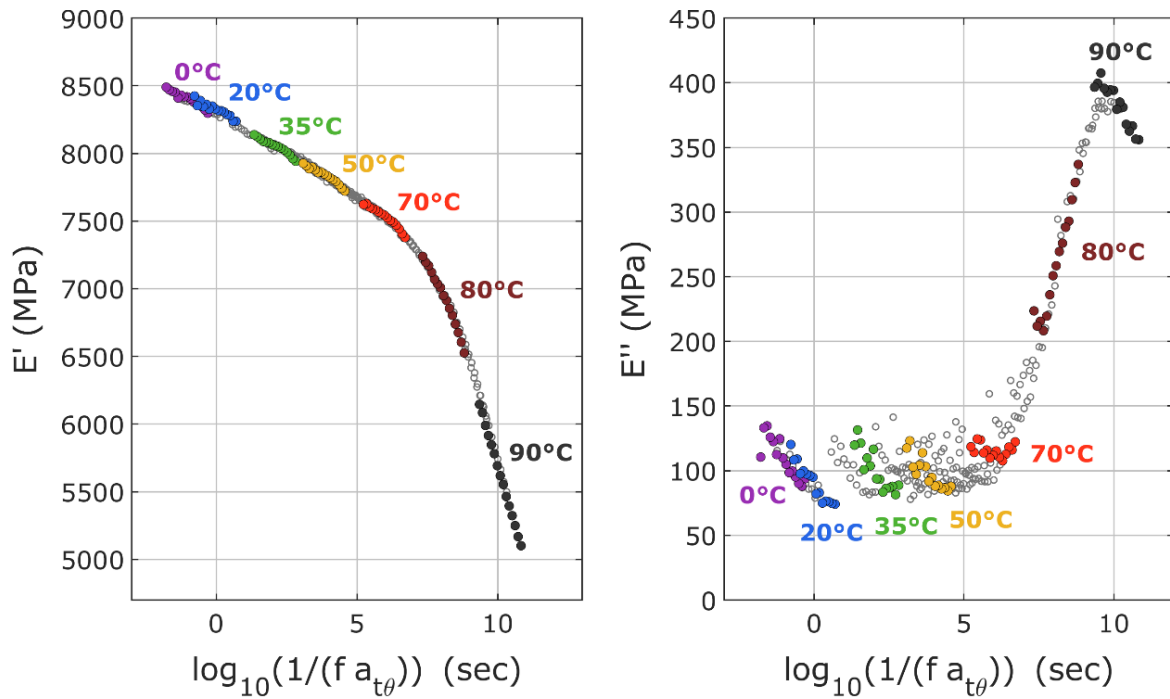 9000
8500
8000
7500
7000
6500
6000
5500
5000
E' (MPa)
0°C
20°C
35°C
50°C
70°C
80°C
90°C
0
5
10
log10(1/(f atθ)) (sec)
450
400
350
300
250
200
150
100
50
0
E'' (MPa)
90°C
80°C
70°C
0°C
20°C
35°C
50°C
0
5
10
log10(1/(f atθ)) (sec)